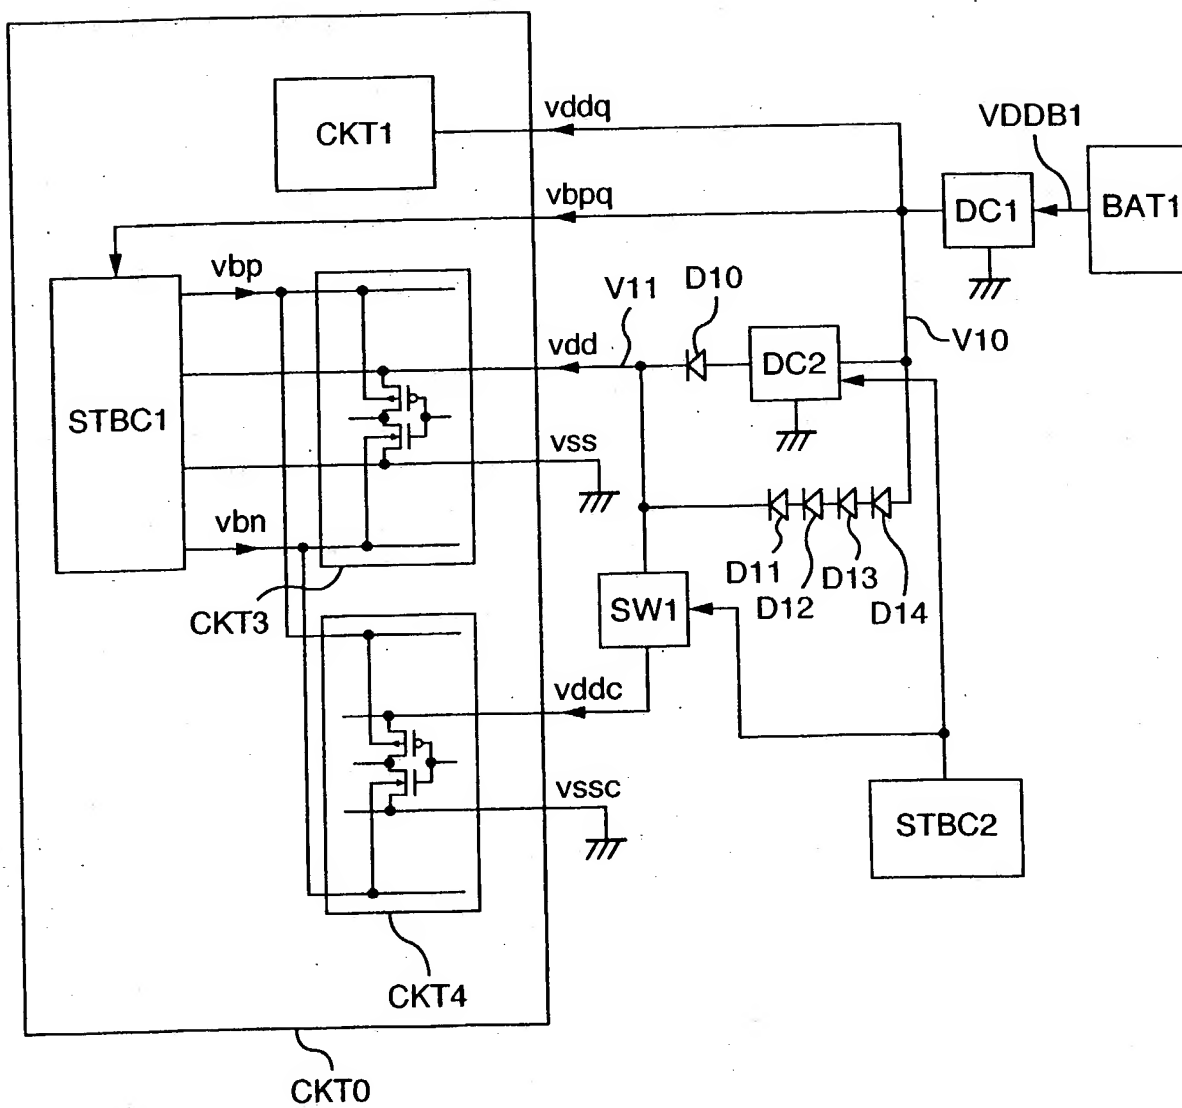 vddq
VDDB1
CKT1
vbpq
DC1
BAT1
vbp
V11
D10
V10
vdd
DC2
STBC1
vss
vbn
D11
D12
D13
D14
CKT3
SW1
vddc
vssc
STBC2
CKT4
CKT0